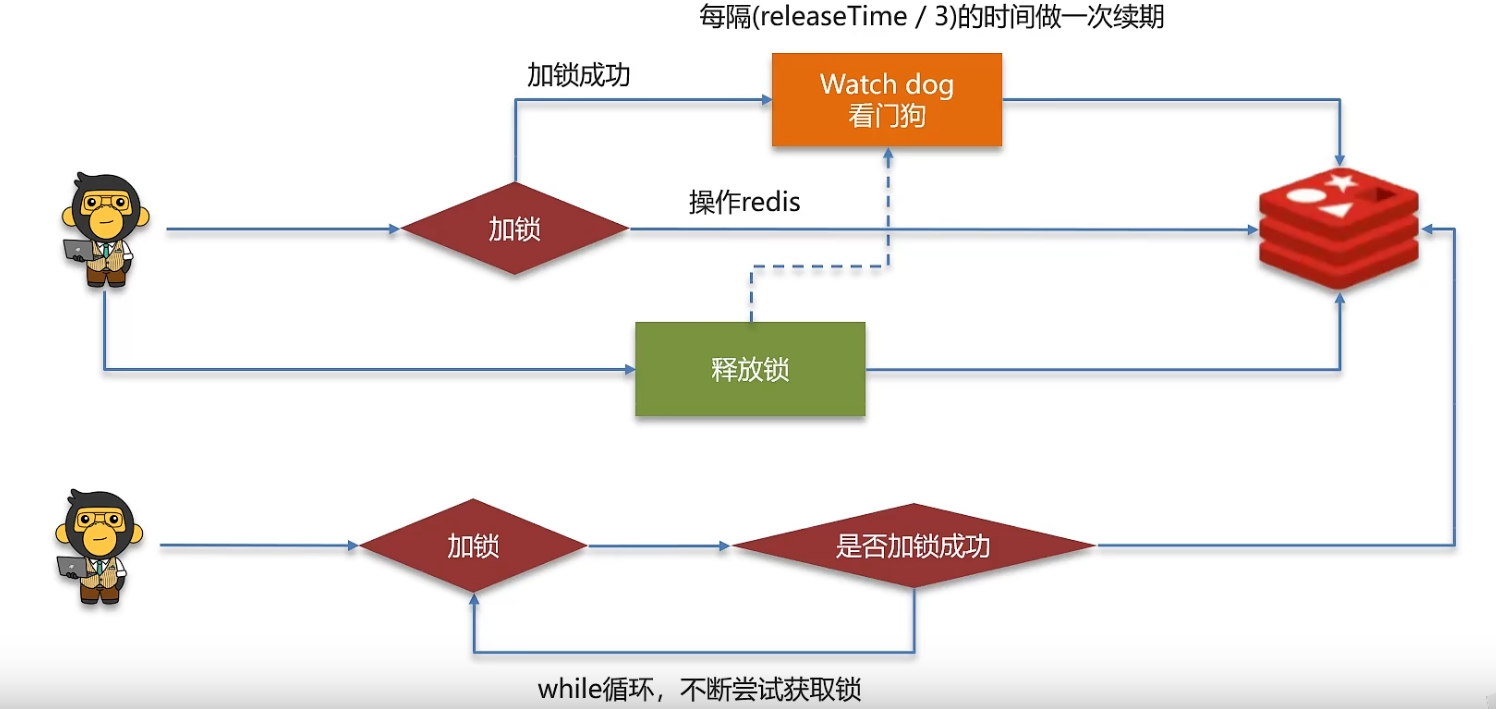 每隔(releaseTime / 3)的时间做一次续期
加锁成功
Watch dog
看门狗
加锁
操作redis
释放锁
加锁
是否加锁成功
while循环，不断尝试获取锁